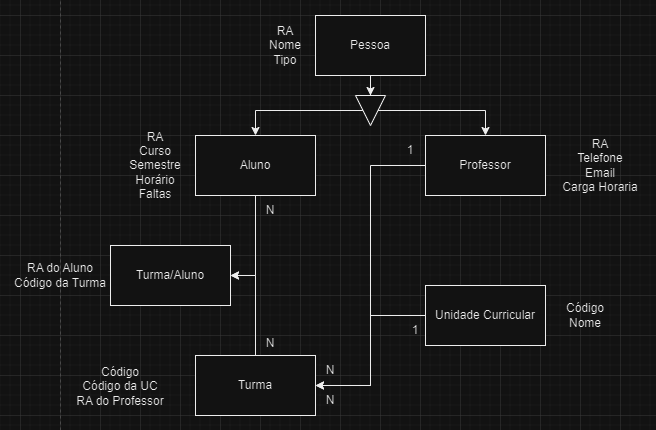 RA
Nome
Tipo
Pessoa
RA
Curso
Semestre
Horário
Faltas
Aluno
1
Professor
RA
Telefone
Email
Carga Horaria
N
RA do Aluno
Código da Turma
Turma/Aluno
Unidade Curricular
Código
Nome
1
N
Código
Código da UC
RA do Professor
Turma
N
N